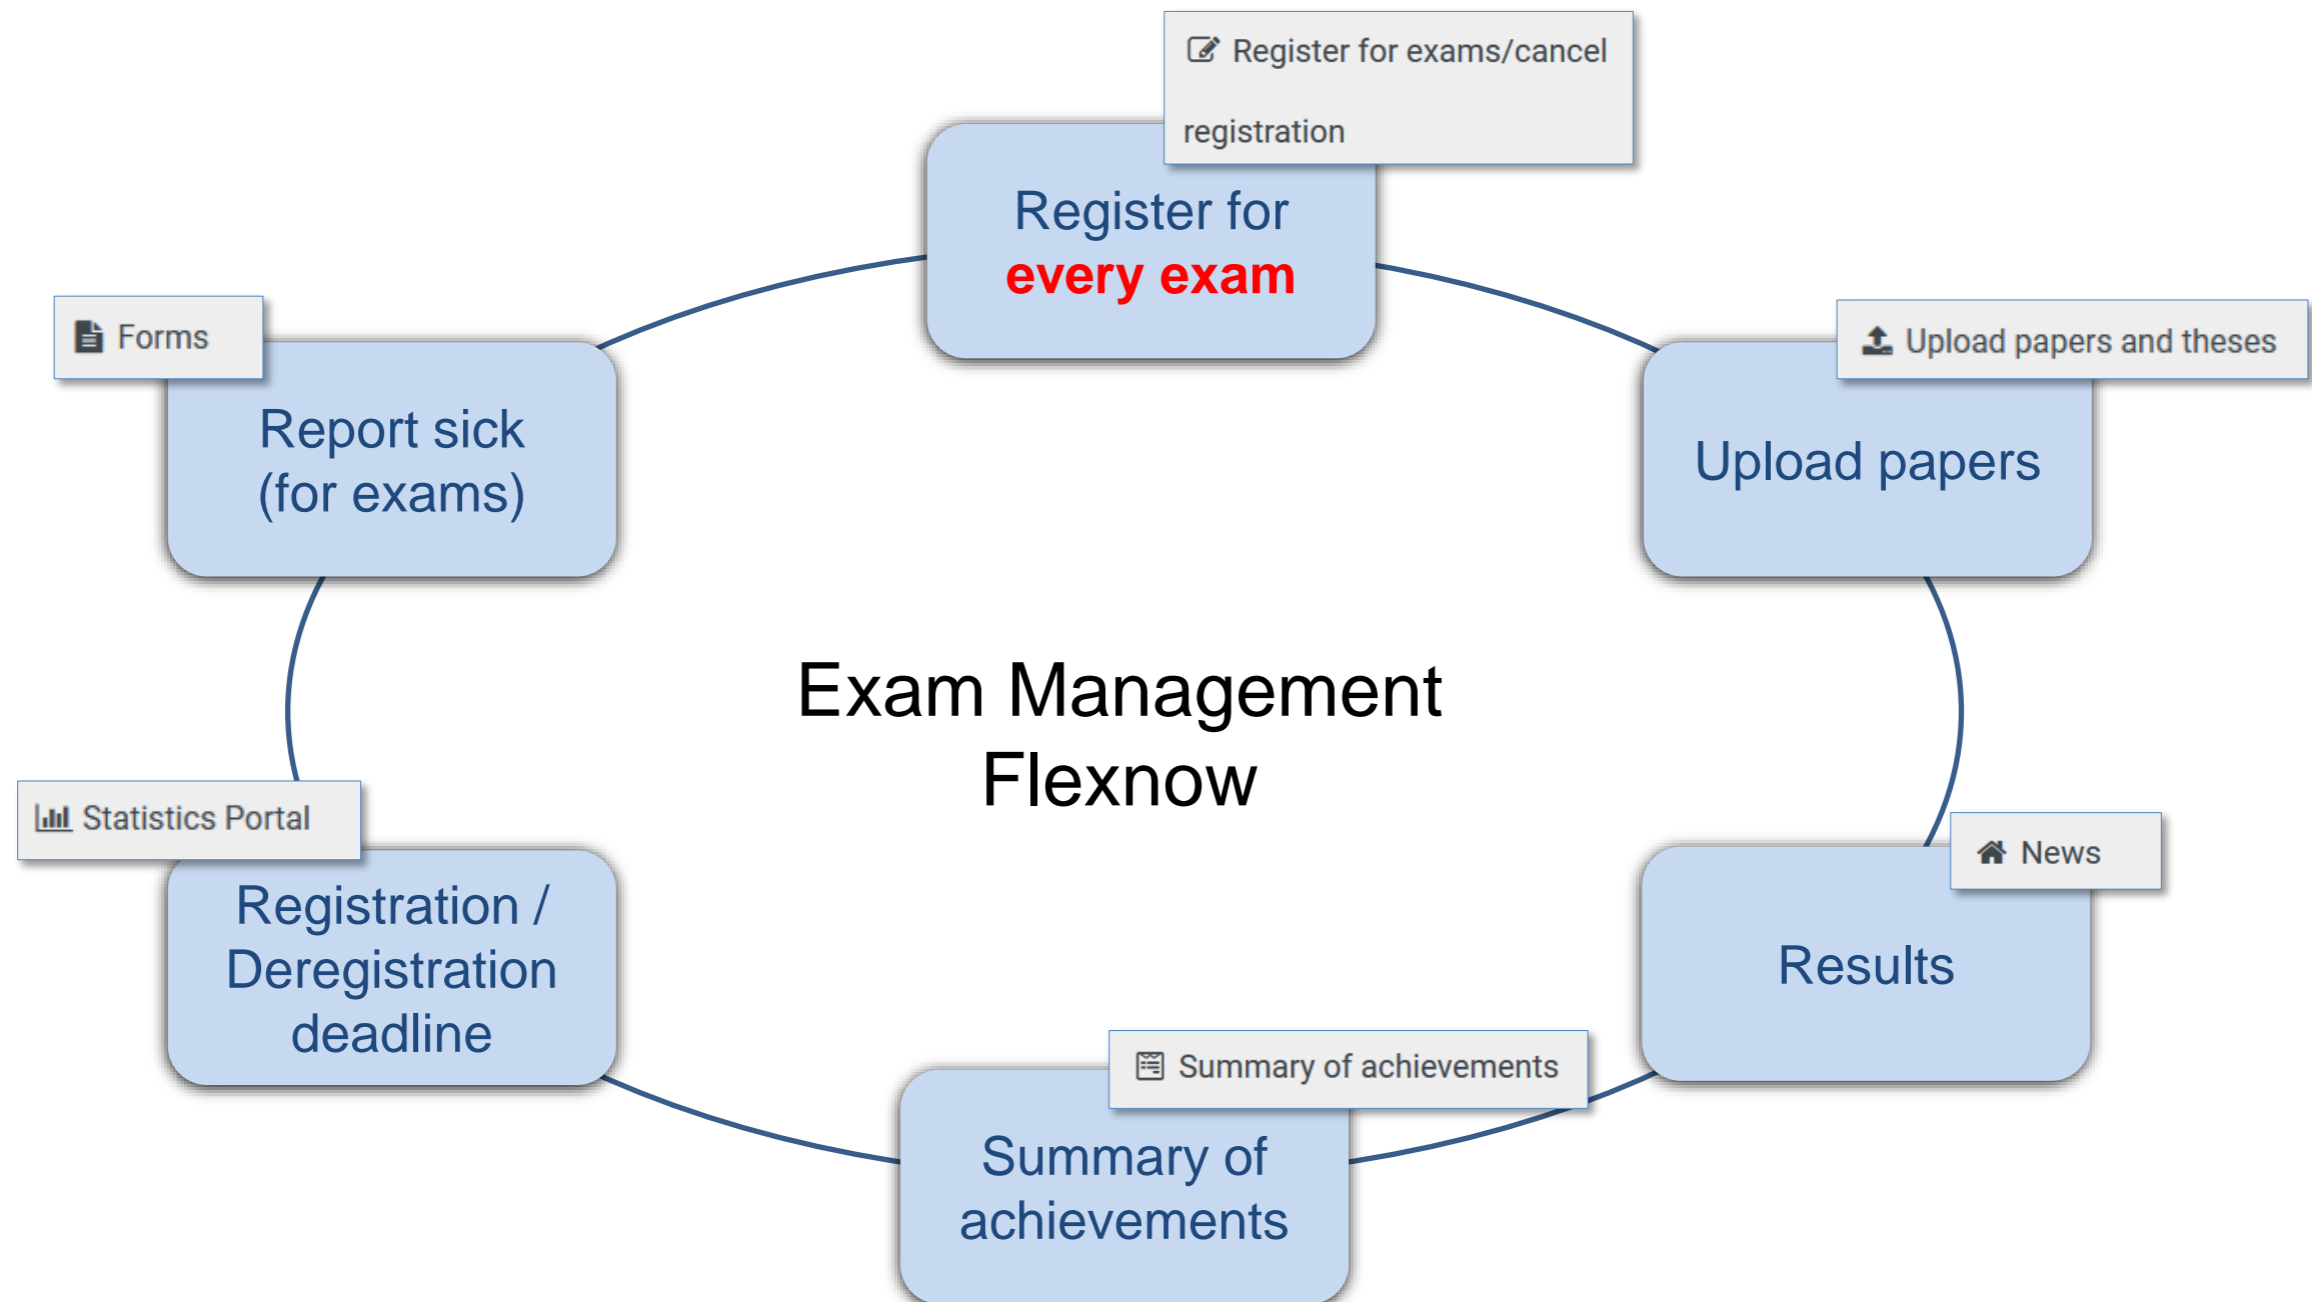 Register for exams/cancel
registration
Register for
every exam
Forms
Report sick
(for exams)
Upload papers and theses
Upload papers
Exam Management
Flexnow
Statistics Portal
Registration /
Deregistration
deadline
News
Results
Summary of achievements
Summary of
achievements